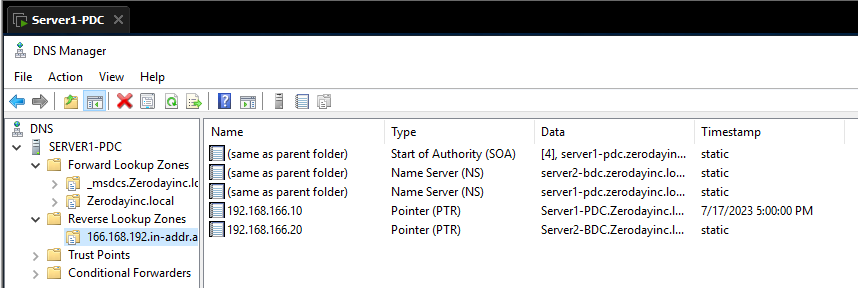 Server1-PDC
DNS Manager
File Action View Help
DNS
SERVER1-PDC
Forward Lookup Zones
_msdcs.Zerodayinc.lo
Zerodayinc.local
Reverse Lookup Zones
166.168.192.in-addr.a
Trust Points
Conditional Forwarders
Name Type Data Timestamp
(same as parent folder) Start of Authority (SOA) [4], server1-pdc.zerodayin... static
(same as parent folder) Name Server (NS) server2-bdc.zerodayinc.lo... static
(same as parent folder) Name Server (NS) server1-pdc.zerodayinc.lo... static
192.168.166.10 Pointer (PTR) Server1-PDC.Zerodayinc.l... 7/17/2023 5:00:00 PM
192.168.166.20 Pointer (PTR) Server2-BDC.Zerodayinc.l... static